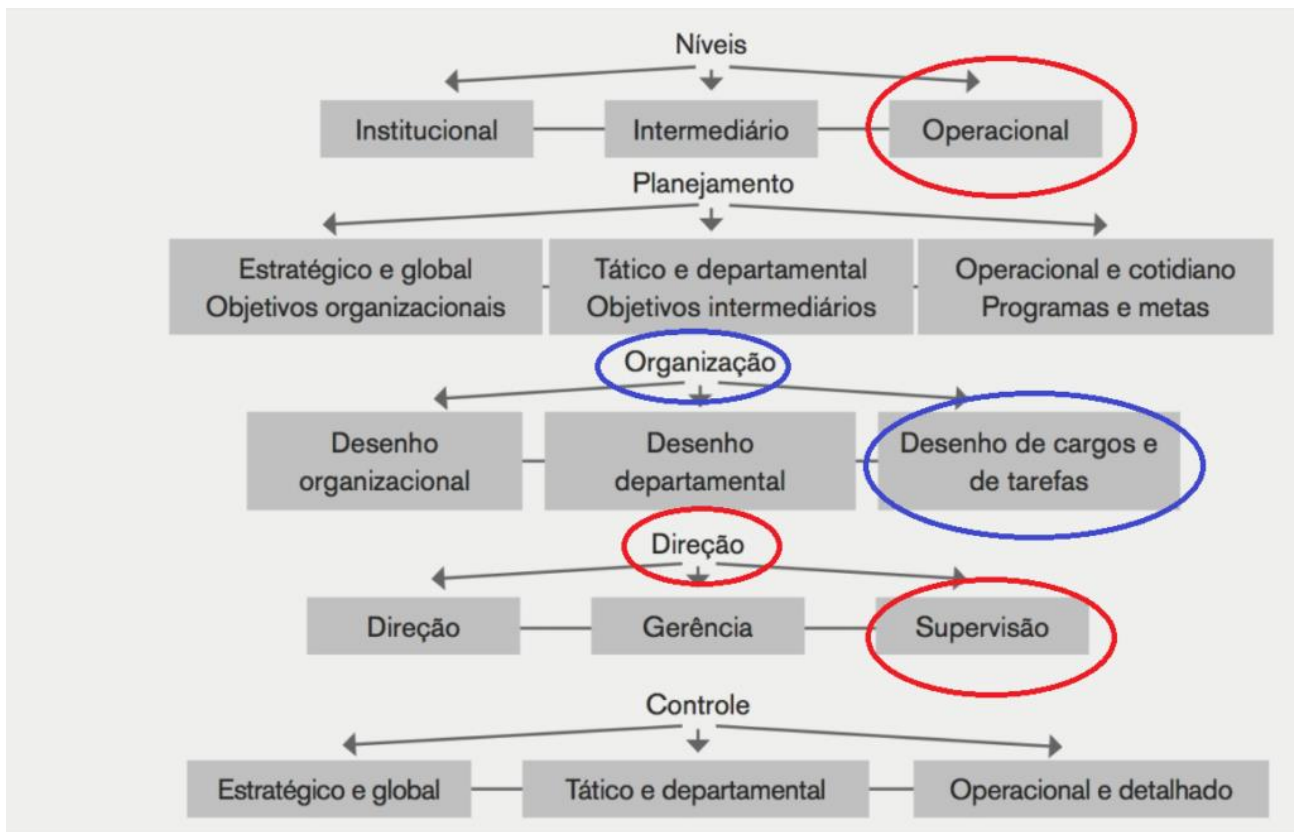 Níveis
Institucional
Intermediário
Operacional
Planejamento
Estratégico e global
Objetivos organizacionais
Tático e departamental
Objetivos intermediários
Operacional e cotidiano
Programas e metas
Organização
Desenho
organizacional
Desenho
departamental
Desenho de cargos e
de tarefas
Direção
Direção
Gerência
Supervisão
Controle
Estratégico e global
Tático e departamental
Operacional e detalhado